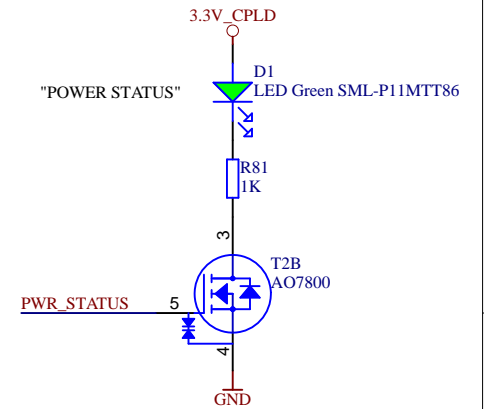 3.3V_CPLD
D1
"POWER STATUS"
LED Green SML-P11MTT86
R81
1K
3
T2B
AO7800
PWR_STATUS
5
4
GND